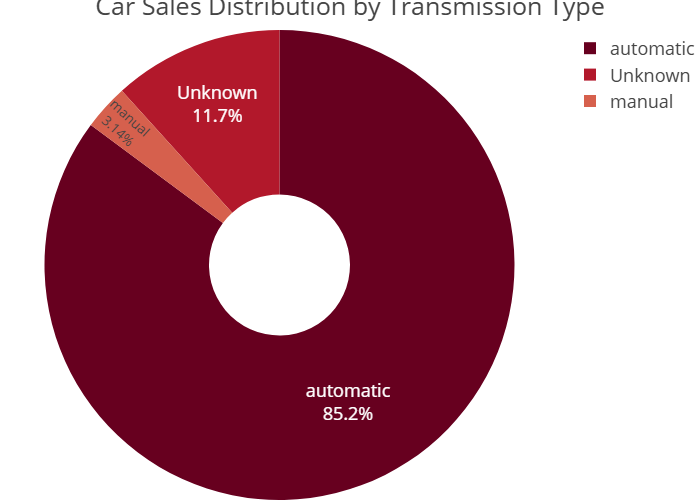 Car Sales Distribution by Transmission Type
automatic
Unknown
manual
Unknown
11.7%
manual
3.14%
automatic
85.2%